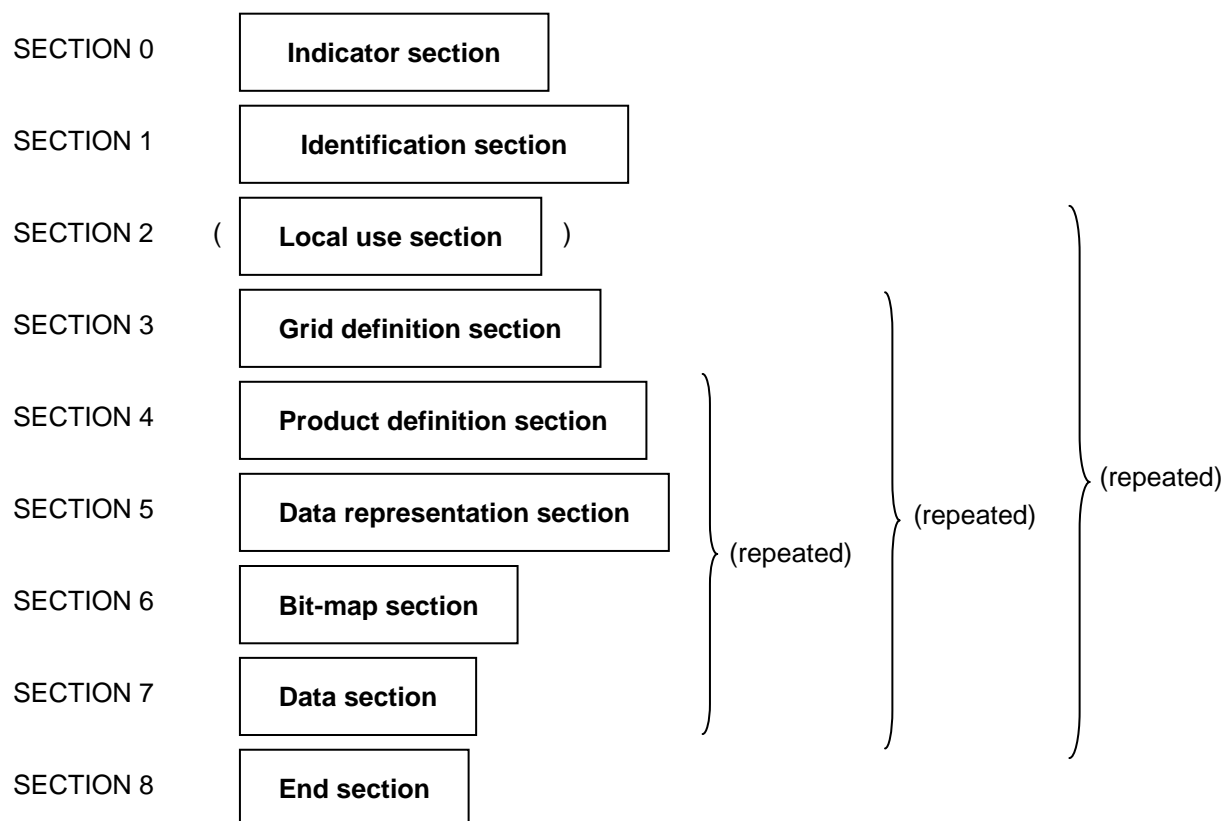 SECTION 0 Indicator section
SECTION 1 Identification section
SECTION 2 ( Local use section )
SECTION 3 Grid definition section
SECTION 4 Product definition section
(repeated)
SECTION 5 Data representation section
(repeated)
(repeated)
SECTION 6 Bit-map section
SECTION 7 Data section
SECTION 8 End section